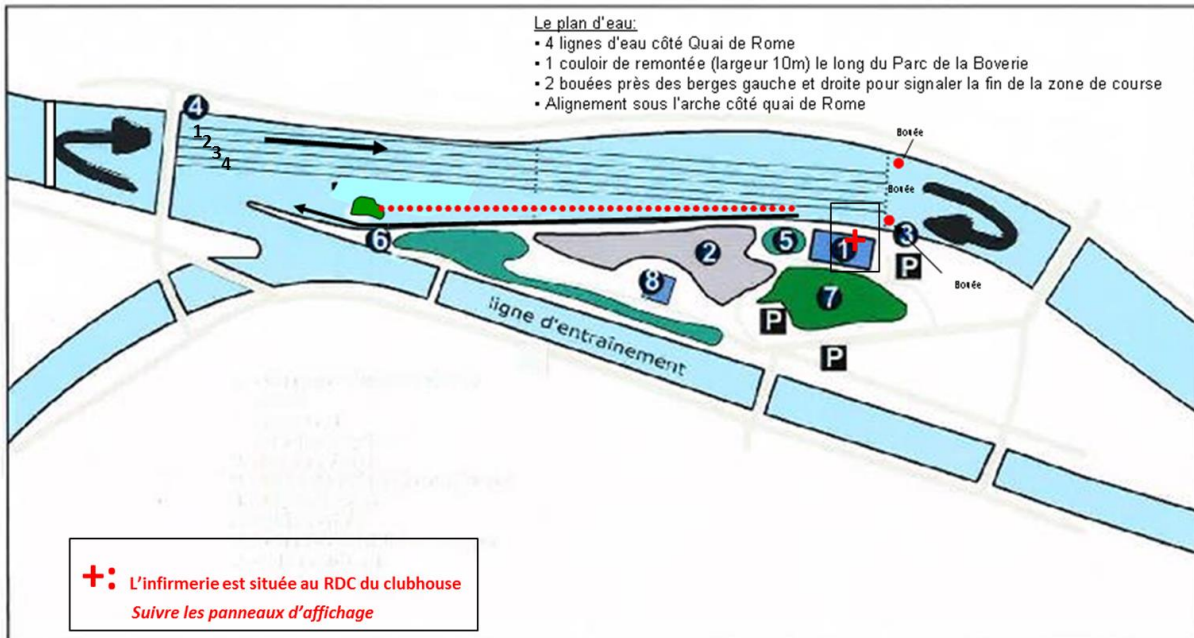 Le plan d'eau:
▪ 4 lignes d'eau côté Quai de Rome
▪ 1 couloir de remontée (largeur 10m) le long du Parc de la Boverie
▪ 2 bouées près des berges gauche et droite pour signaler la fin de la zone de course
▪ Alignement sous l'arche côté quai de Rome
4
1
2
3
4
Bouée
Bouée
3
P
Bouée
6
2
5
1
8
7
P
P
ligne d'entraînement
+: L'infirmerie est située au RDC du clubhouse
Suivre les panneaux d'affichage